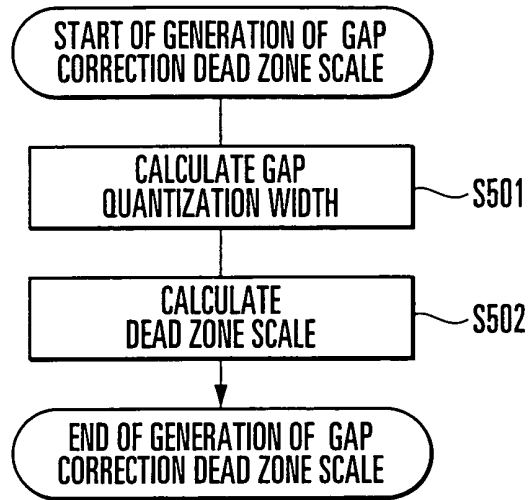 START OF GENERATION OF GAP
CORRECTION DEAD ZONE SCALE
CALCULATE GAP
QUANTIZATION WIDTH
S501
CALCULATE
DEAD ZONE SCALE
S502
END OF GENERATION OF GAP
CORRECTION DEAD ZONE SCALE